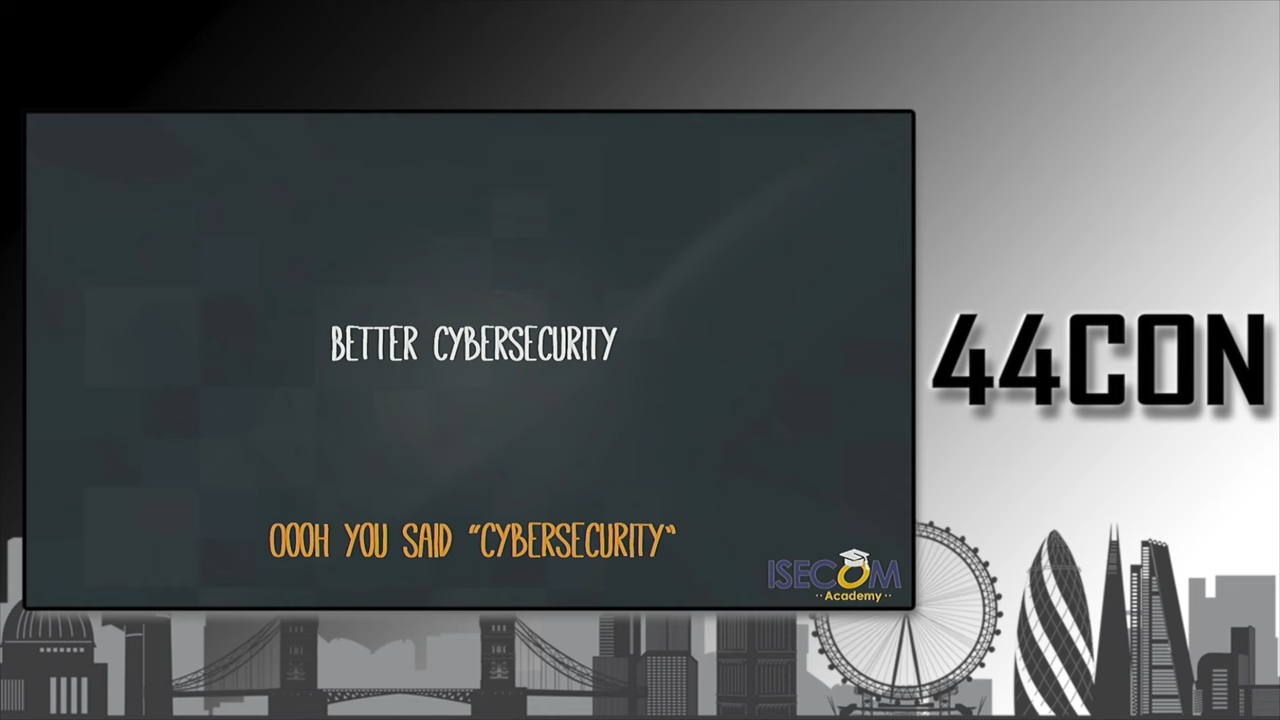 BETTER CYBERSECURITY
OOOH YOU SAID "CYBERSECURITY"
ISECOM
Academy
44CON